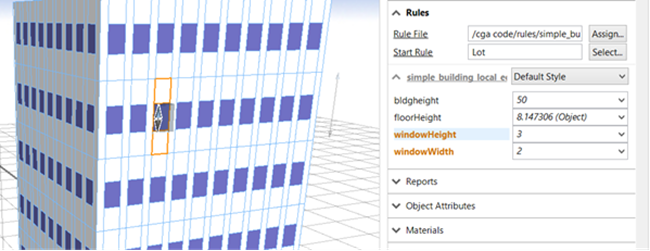 Rules
Rule File /cga code/rules/simple_bu Assign...
Start Rule Lot Select...
simple_building_local_e Default Style
bldgheight 50
floorHeight 8.147306 (Object)
windowHeight 3
windowWidth 2
Reports
Object Attributes
Materials